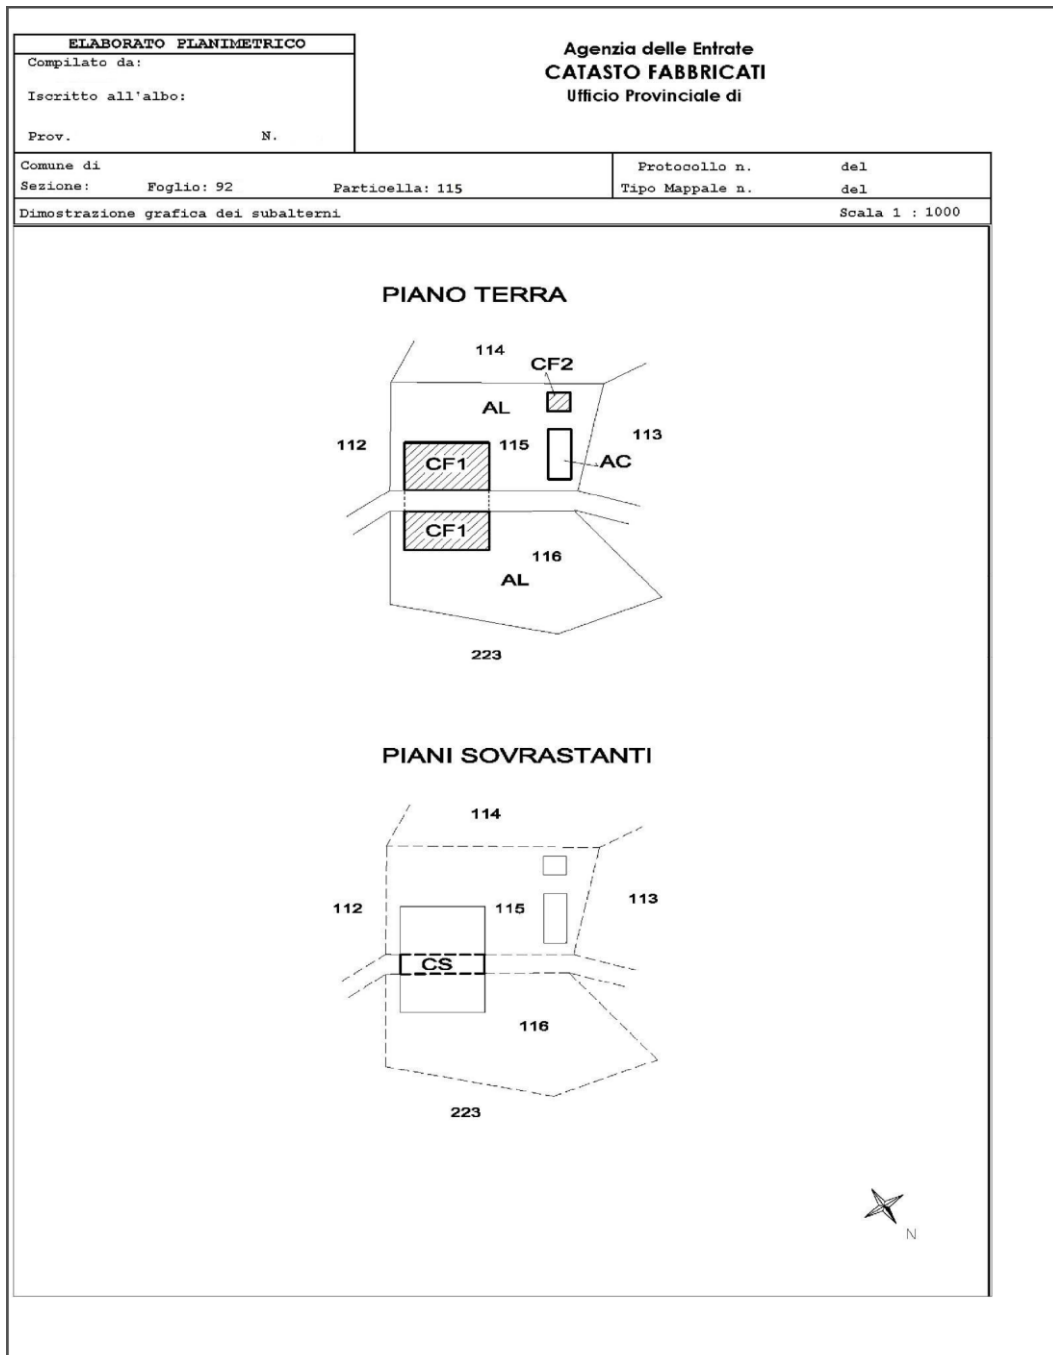 ELABORATO PLANIMETRICO
Compilato da:
Iscritto all'albo:
Prov. N.
Agenzia delle Entrate
CATASTO FABBRICATI
Ufficio Provinciale di
Comune di
Sezione: Foglio: 92 Particella: 115
Protocollo n. del
Tipo Mappale n. del
Dimostrazione grafica dei subalterni Scala 1 : 1000
PIANO TERRA
114
CF2
AL
112 115 113
CF1 AC
CF1
116
AL
223
PIANI SOVRASTANTI
114
112 115 113
CS
116
223
N